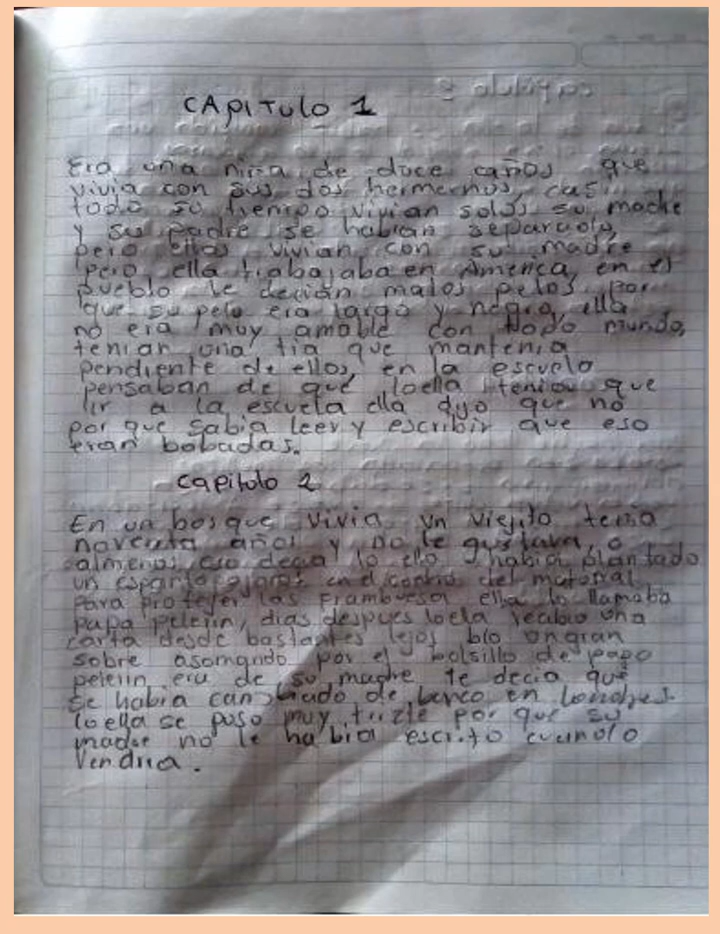 CAPITULO 1
Era una niña de doce años que
vivia con sus dos hermanos, casi
todo su tiempo vivian solos su madre
y su padre se habian separado,
pero ellos vivian con su madre
pero ella trabajaba en America, en el
pueblo le decian malos pelos por
que su pelo era largo y negro, ella
no era muy amable con todo mundo,
tenian una tia que mantenia
pendiente de ellos, en la escuela
pensaban de que loella tenia que
ir a la escuela ella dijo que no
por que sabia leer y escribir que eso
eran bobadas.
capitulo 2
En un bosque vivia un viejito tenia
noventa años y no le gustava, o
almenos eso decia lo ella habia plantado
un espanta pajaros en el centro del matorral
para protejer las frambuesa ella lo llamaba
papa pelerin, dias despues loela recibio una
carta desde bastantes lejos bio un gran
sobre asomando por el bolsillo de papa
pelerin era de su madre le decia que
se habia cambiado de barco en Londres.
loella se puso muy trizte por que su
madre no le habia escrito cuando
Vendria.